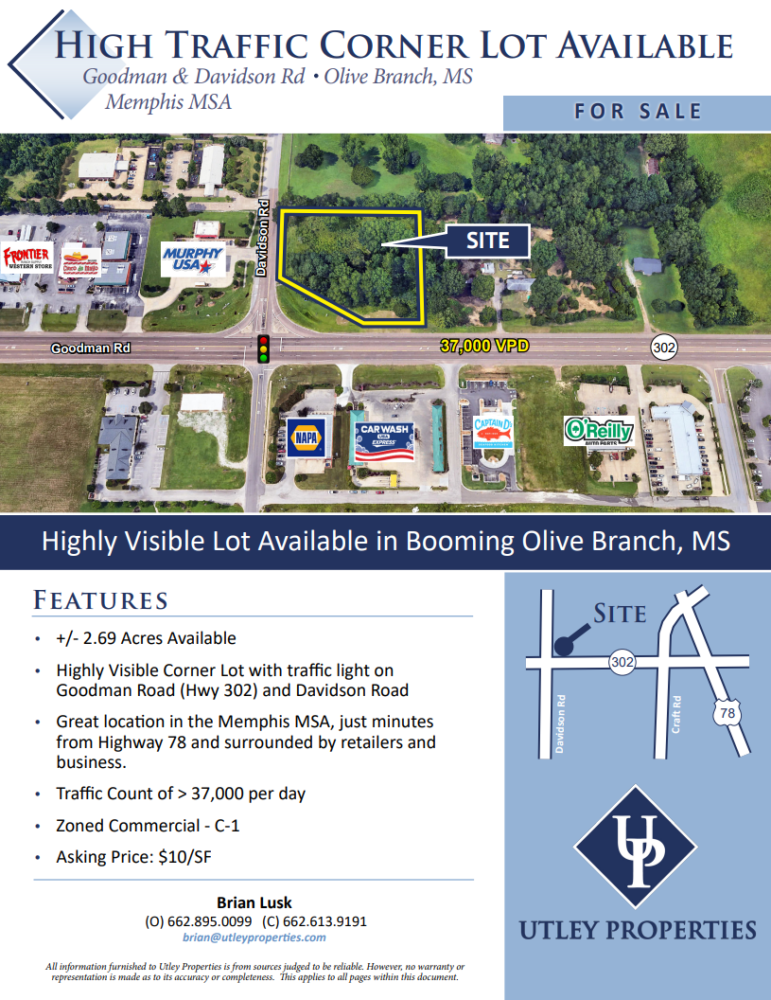 High Traffic Corner Lot Available
Goodman & Davidson Rd • Olive Branch, MS
Memphis MSA
FOR SALE
Davidson Rd
SITE
FRONTIER
WESTERN STORE
MURPHY
USA
Goodman Rd
37,000 VPD
302
NAPA
CAR WASH
USA
EXPRESS
CAPTAIN D's
O'Reilly
AUTO PARTS
Highly Visible Lot Available in Booming Olive Branch, MS
Features
• +/- 2.69 Acres Available
• Highly Visible Corner Lot with traffic light on
Goodman Road (Hwy 302) and Davidson Road
• Great location in the Memphis MSA, just minutes
from Highway 78 and surrounded by retailers and
business.
• Traffic Count of > 37,000 per day
• Zoned Commercial - C-1
• Asking Price: $10/SF
Brian Lusk
(O) 662.895.0099 (C) 662.613.9191
brian@utleyproperties.com
All information furnished to Utley Properties is from sources judged to be reliable. However, no warranty or
representation is made as to its accuracy or completeness. This applies to all pages within this document.
Site
302
78
Davidson Rd
Craft Rd
UP
UTLEY PROPERTIES